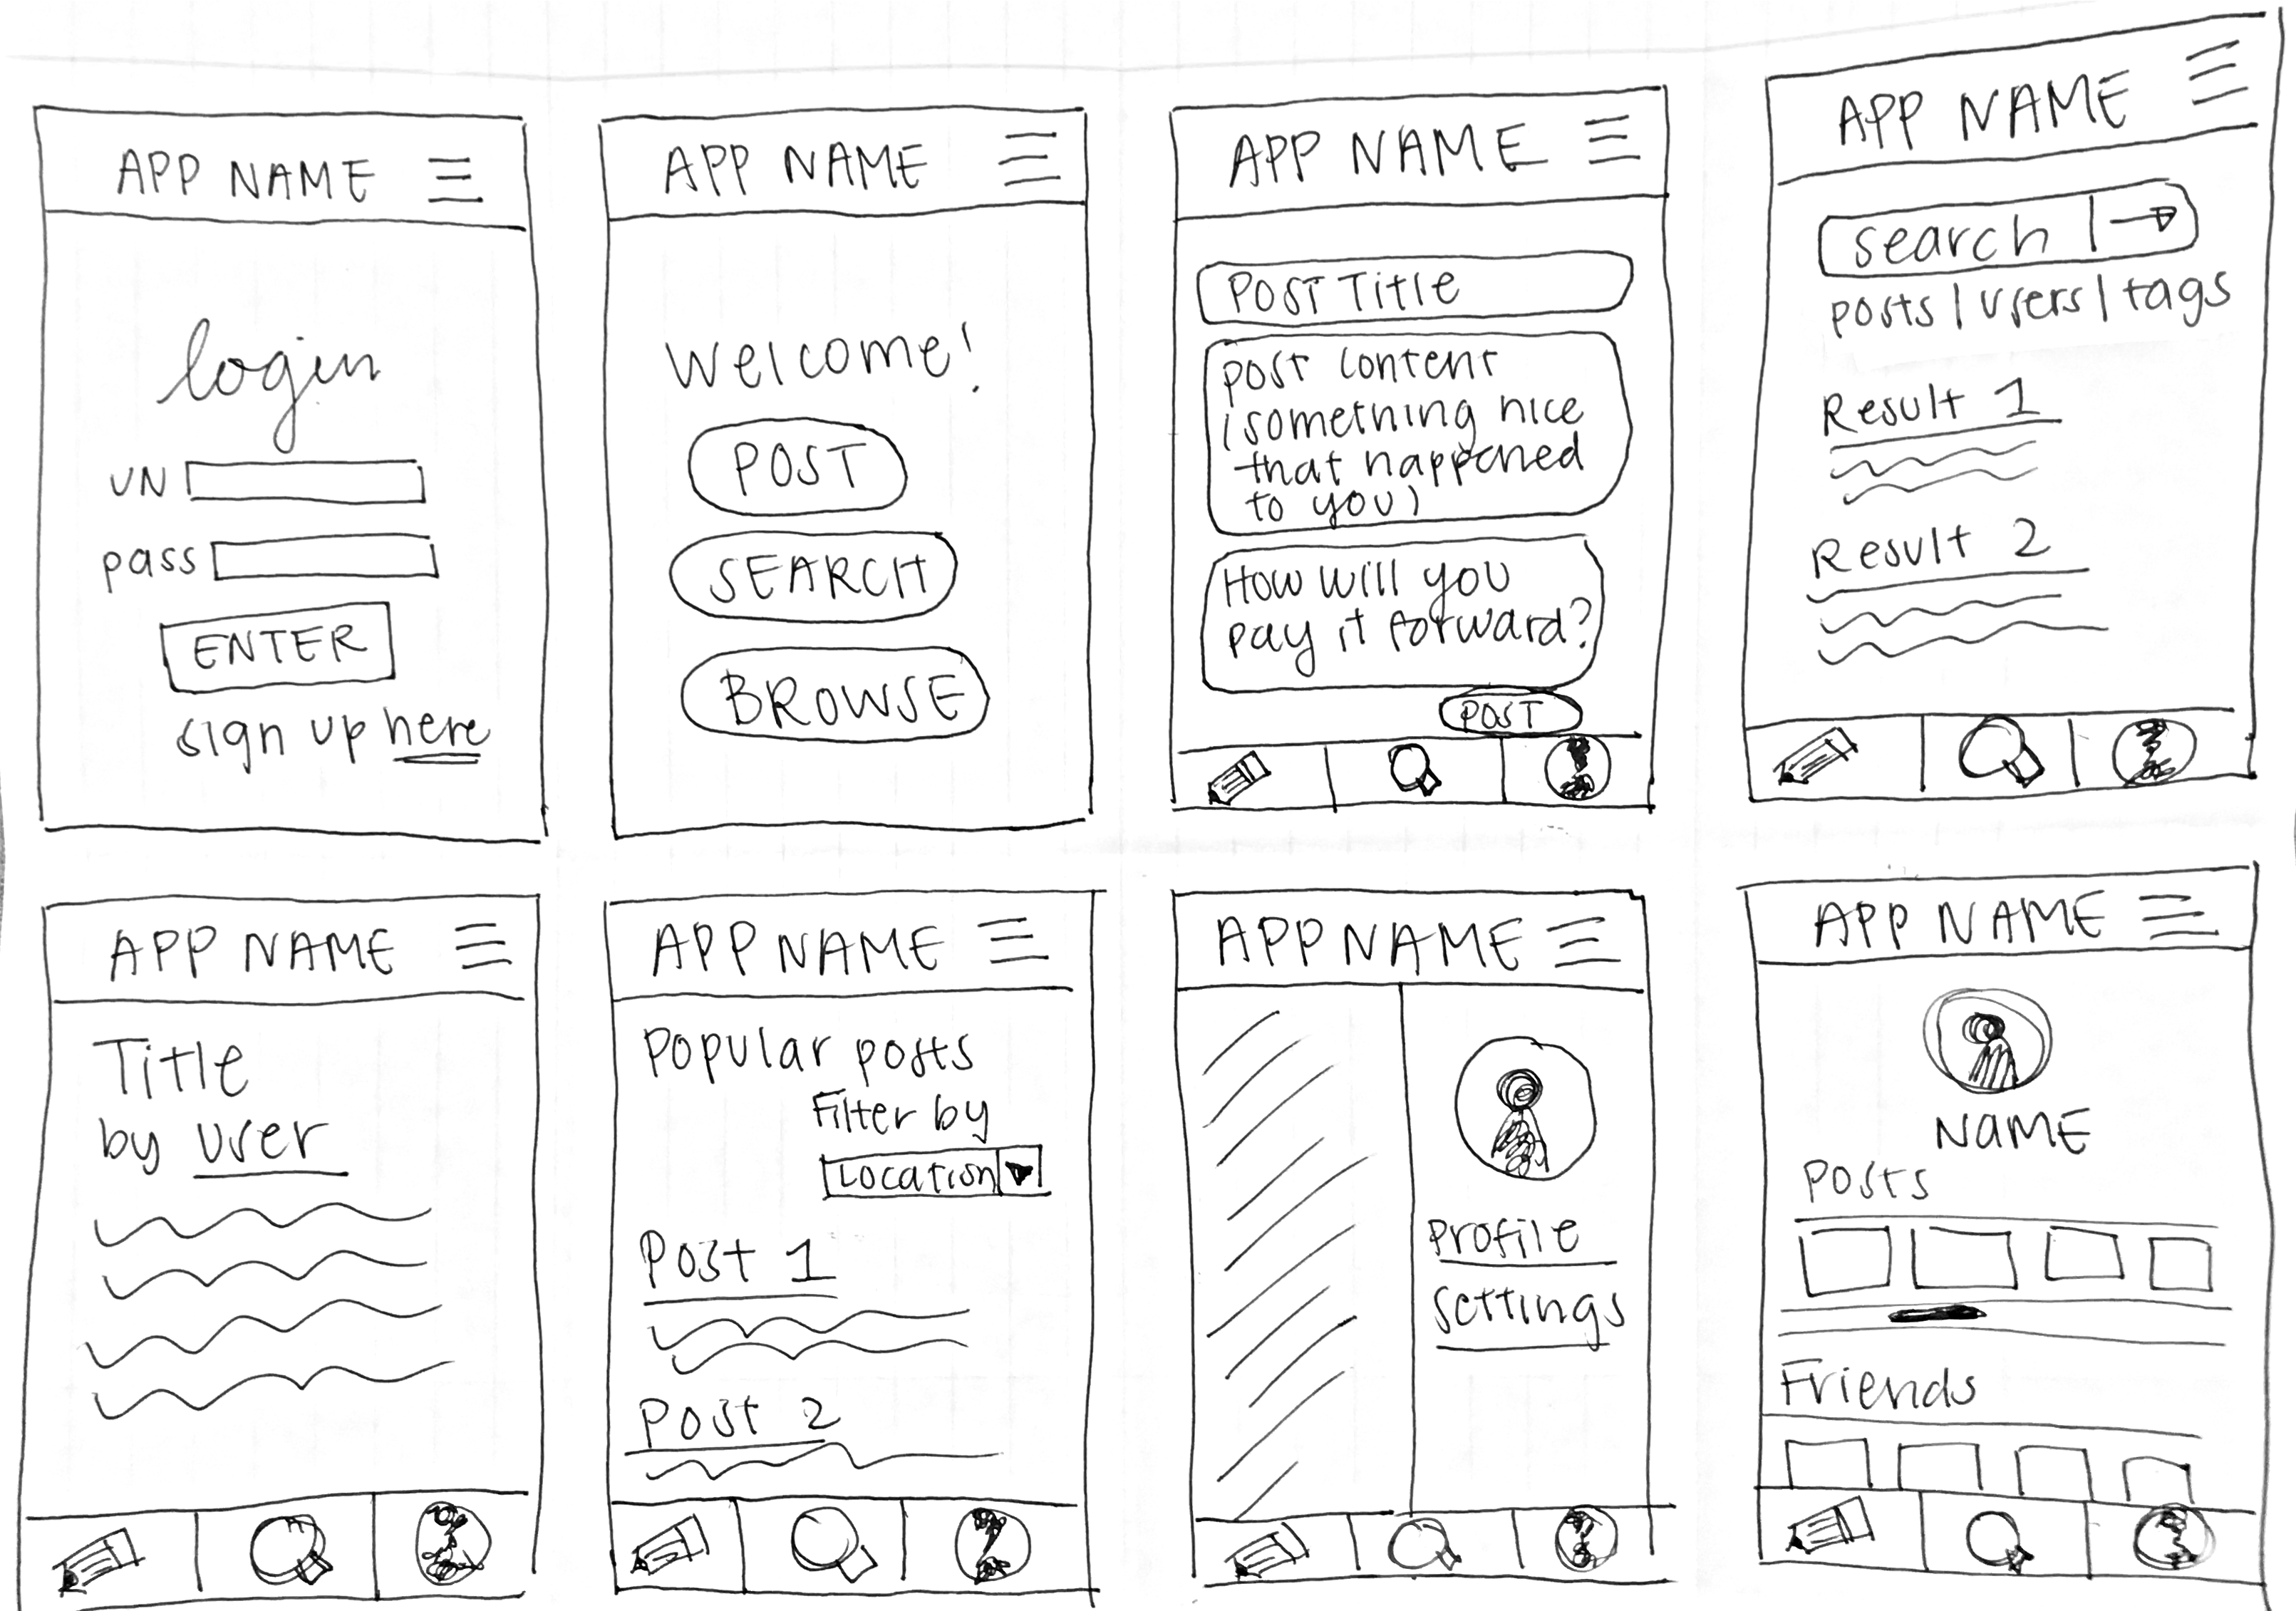 APP NAME
login
UN
pass
ENTER
sign up here
APP NAME
Welcome!
POST
SEARCH
BROWSE
APP NAME
POST Title
post content
(something nice
that happened
to you)
How will you
pay it forward?
POST
APP NAME
search
posts | users | tags
Result 1
Result 2
APP NAME
Title
by user
APP NAME
Popular posts
Filter by
Location
Post 1
Post 2
APP NAME
Profile
settings
APP NAME
NAME
Posts
Friends